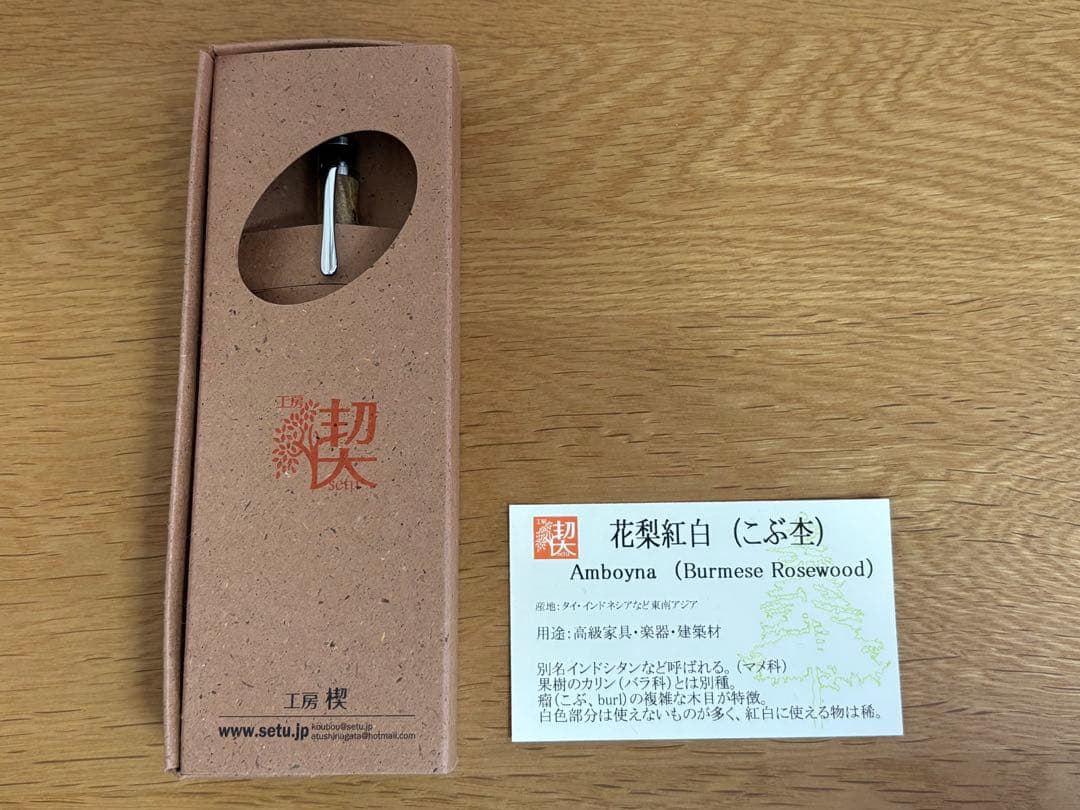 工房
楔
setu
工房 楔
www.setu.jp
koubou@setu.jp
atushinagata@hotmail.com
工房
楔
setu
花梨紅白（こぶ杢）
Amboyna（Burmese Rosewood）
産地：タイ・インドネシアなど東南アジア
用途：高級家具・楽器・建築材
別名インドシタンなど呼ばれる。（マメ科）
果樹のカリン（バラ科）とは別種。
瘤（こぶ、burl）の複雑な木目が特徴。
白色部分は使えないものが多く、紅白に使える物は稀。